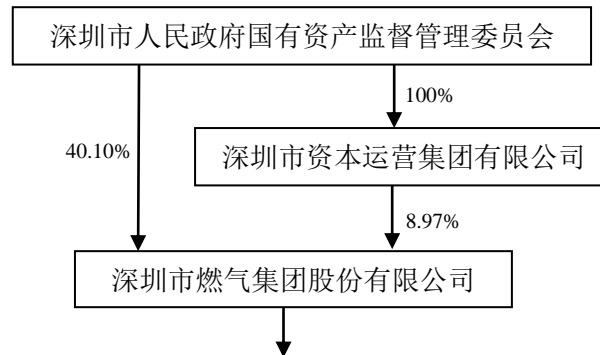 深圳市人民政府国有资产监督管理委员会
100%
40.10%
深圳市资本运营集团有限公司
8.97%
深圳市燃气集团股份有限公司